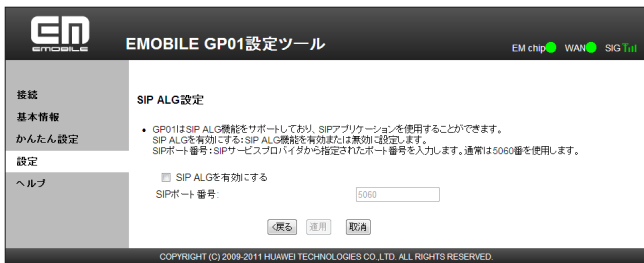 EM
EMOBILE
EMOBILE GP01設定ツール
EM chip WAN SIG
接続
基本情報
かんたん設定
設定
ヘルプ
SIP ALG設定
• GP01はSIP ALG機能をサポートしており、SIPアプリケーションを使用することができます。
SIP ALGを有効にする:SIP ALG機能を有効または無効に設定します。
SIPポート番号:SIPサービスプロバイダから指定されたポート番号を入力します。通常は5060番を使用します。
SIP ALGを有効にする
SIPポート番号: 5060
<戻る 適用 取消
COPYRIGHT (C) 2009-2011 HUAWEI TECHNOLOGIES CO.,LTD. ALL RIGHTS RESERVED.